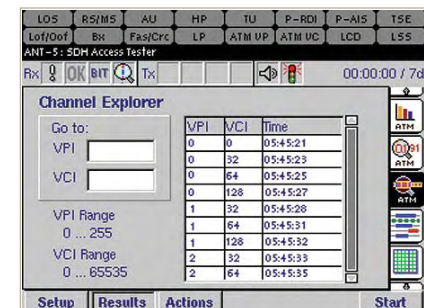 LOS RS/MS AU HP TU P-RDI P-AIS TSE
Lof/Oof Bx Fas/Crc LP ATM VP ATM VC LCD LSS
ANT-5: SDH Access Tester
Rx OK BIT Tx 00:00:00 / 7d
Channel Explorer
Go to:
VPI
VCI
VPI Range
0 ... 255
VCI Range
0 ... 65535
VPI VCI Time
0 0 05:45:21
0 32 05:45:23
0 64 05:45:25
0 128 05:45:27
1 32 05:45:28
1 64 05:45:31
1 128 05:45:32
2 32 05:45:33
2 64 05:45:35
ATM
ATM
ATM
Setup Results Actions Start